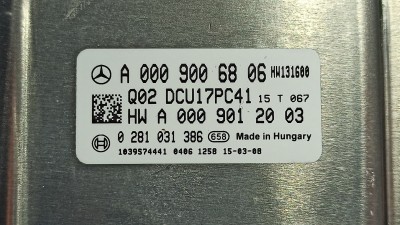 A 000 900 68 06 HW131600
Q02 DCU17PC41 15 T 067
HW A 000 901 20 03
0 281 031 386 658 Made in Hungary
1039S74441 0406 1258 15-03-08